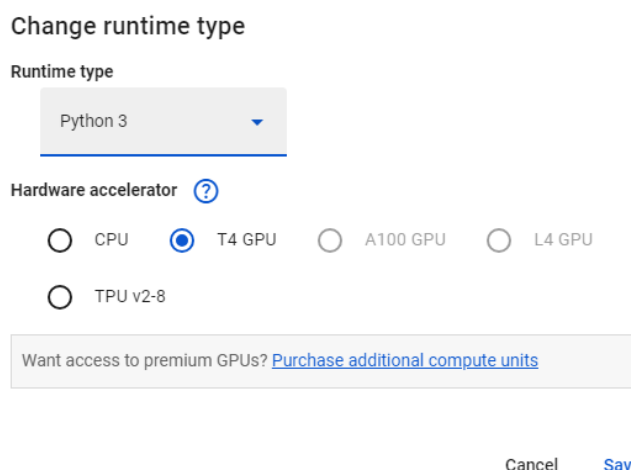 Change runtime type
Runtime type
Python 3
Hardware accelerator ?
CPU T4 GPU A100 GPU L4 GPU
TPU v2-8
Want access to premium GPUs? Purchase additional compute units
Cancel Sav